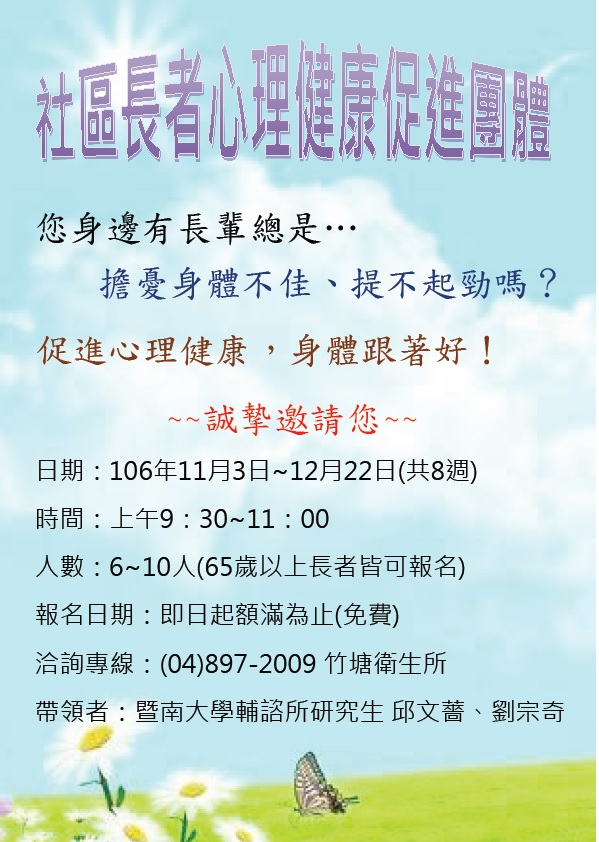 社區長者心理健康促進團體
您身邊有長輩總是…
擔憂身體不佳、提不起勁嗎？
促進心理健康，身體跟著好！
~~誠摯邀請您~~
日期：106年11月3日~12月22日(共8週)
時間：上午9：30~11：00
人數：6~10人(65歲以上長者皆可報名)
報名日期：即日起額滿為止(免費)
洽詢專線：(04)897-2009 竹塘衛生所
帶領者：暨南大學輔諮所研究生 邱文薔、劉宗奇